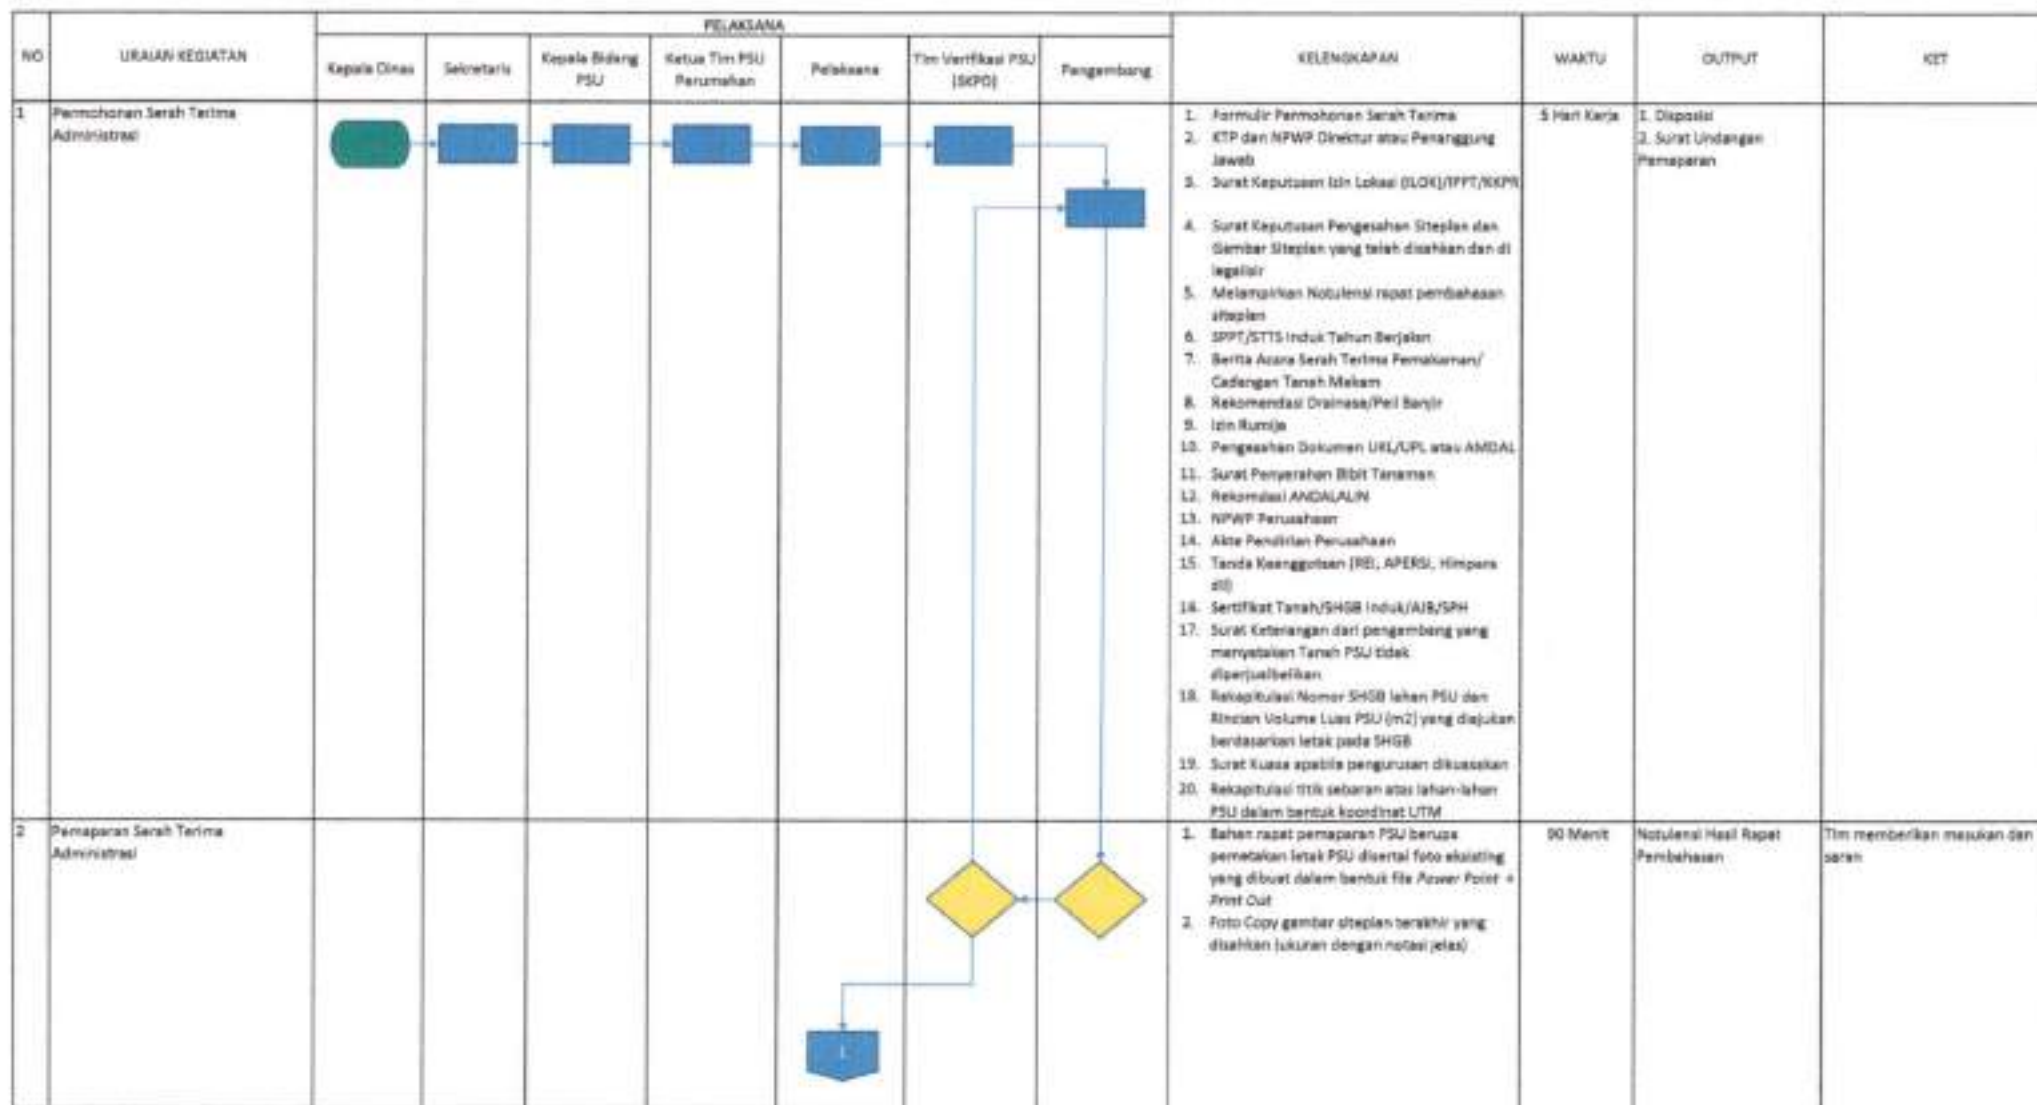 PELAKSANA
NO
URAIAN KEGIATAN
Kepala Dinas
Sekretaris
Kepala Bidang
PSU
Ketua Tim PSU
Perumahan
Pelaksana
Tim Verifikasi PSU
(SKPD)
Pengembang
KELENGKAPAN
WAKTU
OUTPUT
KET
1
Permohonan Serah Terima
Administrasi
1. Formulir Permohonan Serah Terima
2. KTP dan NPWP Direktur atau Penanggung
Jawab
3. Surat Keputusan Izin Lokasi (ILOK)/IPPT/KKPR
4. Surat Keputusan Pengesahan Siteplan dan
Gambar Siteplan yang telah disahkan dan di
legalisir
5. Melampirkan Notulensi rapat pembahasan
siteplan
6. SPPT/STTS Induk Tahun Berjalan
7. Berita Acara Serah Terima Pemakaman/
Cadangan Tanah Makam
8. Rekomendasi Drainase/Peil Banjir
9. Izin Rumija
10. Pengesahan Dokumen UKL/UPL atau AMDAL
11. Surat Penyerahan Bibit Tanaman
12. Rekomdasi ANDALALIN
13. NPWP Perusahaan
14. Akte Pendirian Perusahaan
15. Tanda Keanggotaan (REI, APERSI, Himpera
dll)
16. Sertifikat Tanah/SHGB Induk/AJB/SPH
17. Surat Keterangan dari pengembang yang
menyatakan Tanah PSU tidak
diperjualbelikan
18. Rekapitulasi Nomor SHGB lahan PSU dan
Rincian Volume Luas PSU (m2) yang diajukan
berdasarkan letak pada SHGB
19. Surat Kuasa apabila pengurusan dikuasakan
20. Rekapitulasi titik sebaran atas lahan-lahan
PSU dalam bentuk koordinat UTM
5 Hari Kerja
1. Disposisi
2. Surat Undangan
Pemaparan
2
Pemaparan Serah Terima
Administrasi
1
1. Bahan rapat pemaparan PSU berupa
pemetakan letak PSU disertai foto eksisting
yang dibuat dalam bentuk file Power Point +
Print Out
2. Foto Copy gambar siteplan terakhir yang
disahkan (ukuran dengan notasi jelas)
90 Menit
Notulensi Hasil Rapat
Pembahasan
Tim memberikan masukan dan
saran